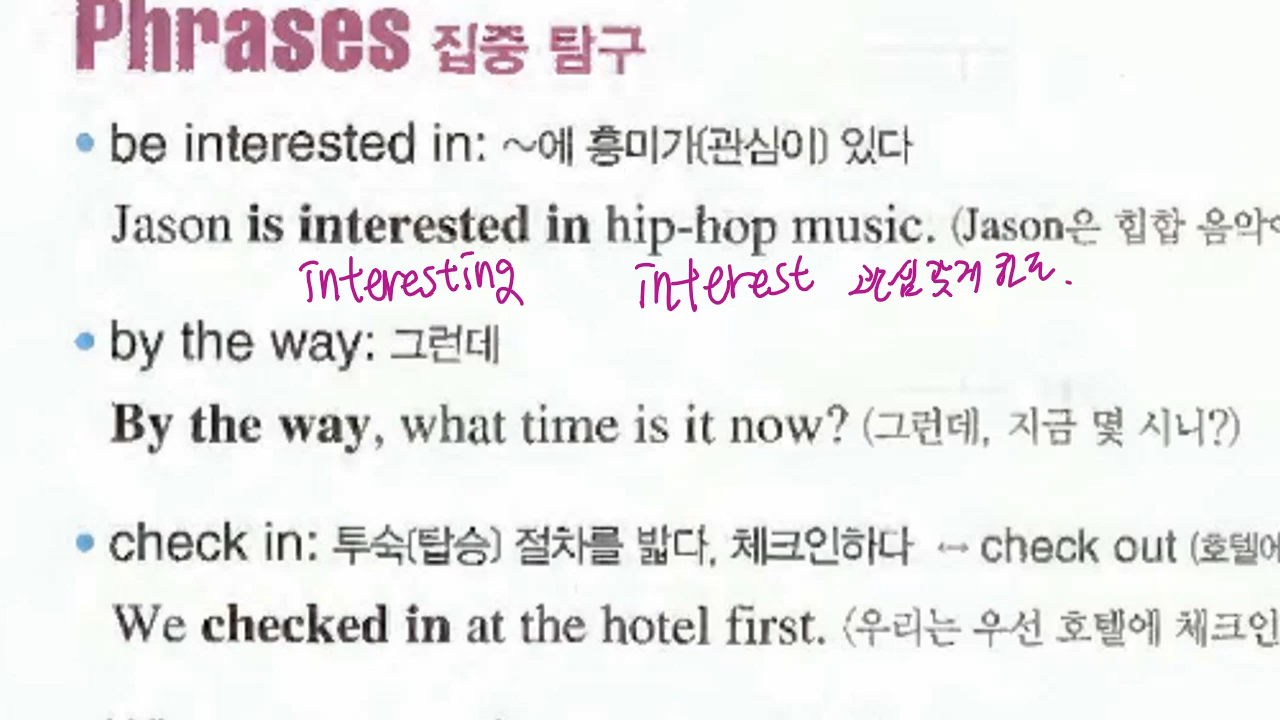 Phrases 집중 탐구
• be interested in: ~에 흥미가(관심이) 있다
Jason is interested in hip-hop music. (Jason은 힙합 음악에
interesting interest 관심 갖게
• by the way: 그런데
By the way, what time is it now? (그런데, 지금 몇 시니?)
• check in: 투숙(탑승) 절차를 밟다, 체크인하다 ↔ check out (호텔에
We checked in at the hotel first. (우리는 우선 호텔에 체크인